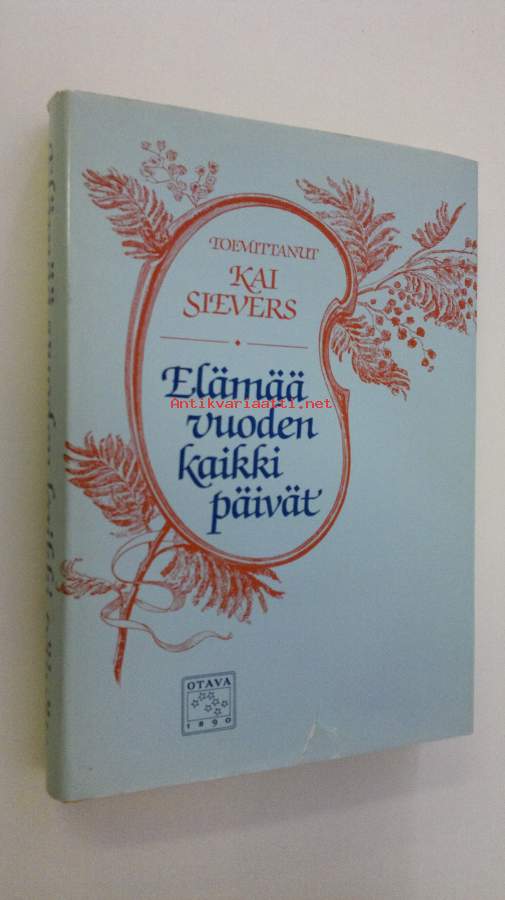 TOIMITTANUT
KAI
SIEVERS
Elämää
Antikvariaatti.net
vuoden
kaikki
päivät
OTAVA
1890